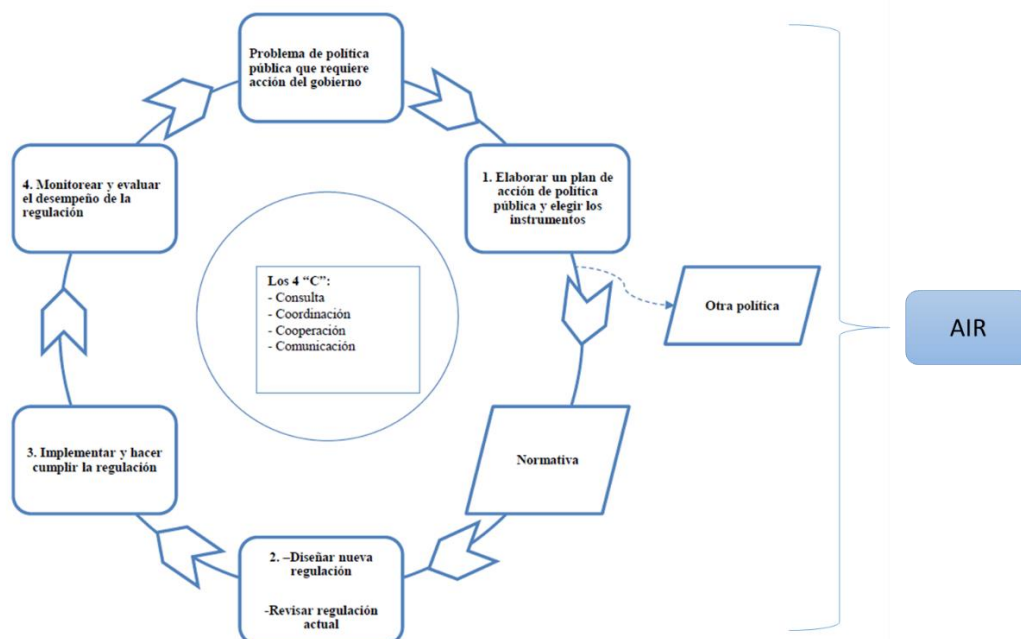 Problema de política
pública que requiere
acción del gobierno
1. Elaborar un plan de
acción de política
pública y elegir los
instrumentos
Otra política
Normativa
2. –Diseñar nueva
regulación
-Revisar regulación
actual
3. Implementar y hacer
cumplir la regulación
4. Monitorear y evaluar
el desempeño de la
regulación
Los 4 “C”:
- Consulta
- Coordinación
- Cooperación
- Comunicación
AIR